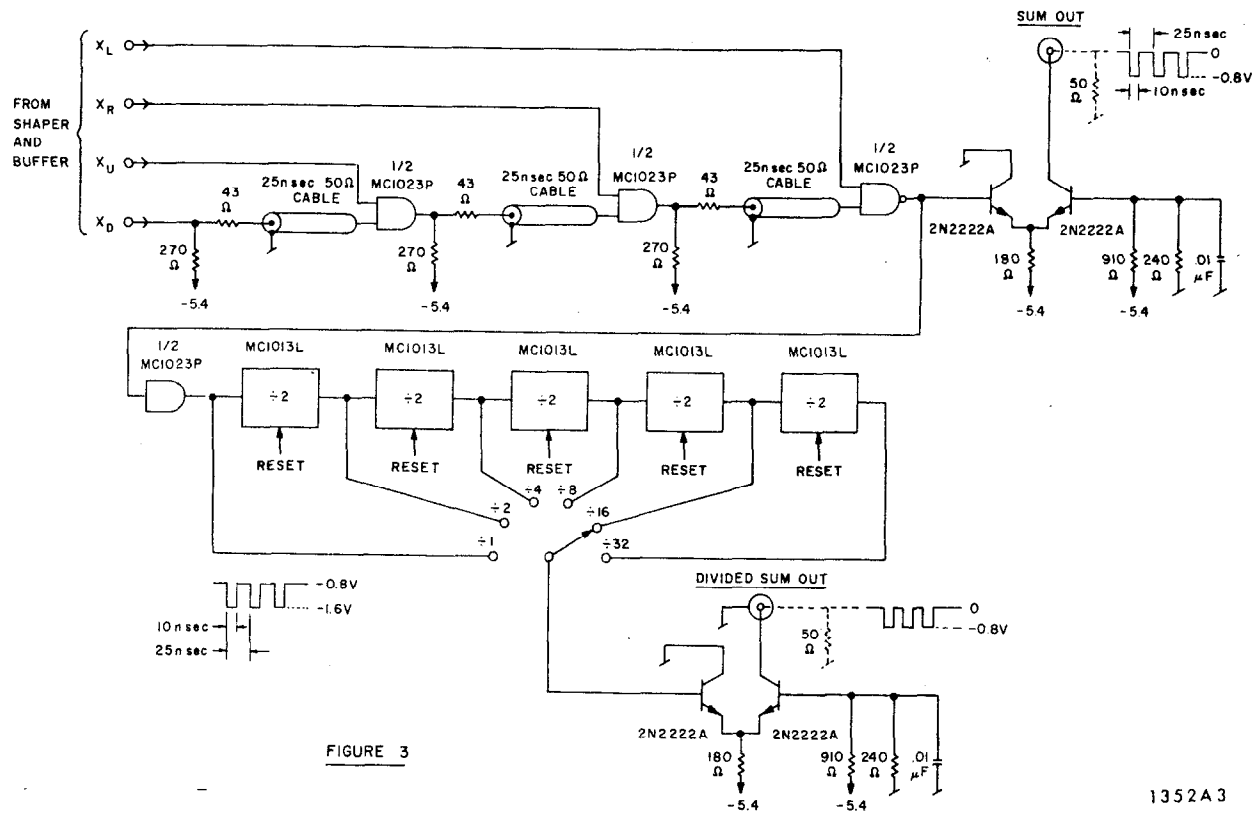 SUM OUT
25nsec
0
-0.8V
10nsec
50
Ω
FROM
SHAPER
AND
BUFFER
X_L
X_R
X_U
X_D
43
Ω
25nsec 50Ω
CABLE
1/2
MC1023P
43
Ω
25nsec 50Ω
CABLE
1/2
MC1023P
43
Ω
25nsec 50Ω
CABLE
1/2
MC1023P
270
Ω
-5.4
270
Ω
-5.4
270
Ω
-5.4
2N2222A
2N2222A
180
Ω
-5.4
910
Ω
-5.4
240
Ω
.01
μF
1/2
MC1023P
MC1013L
MC1013L
MC1013L
MC1013L
MC1013L
÷2
÷2
÷2
÷2
÷2
RESET
RESET
RESET
RESET
RESET
÷1
÷2
÷4
÷8
÷16
÷32
-0.8V
-1.6V
10nsec
25nsec
DIVIDED SUM OUT
0
-0.8V
50
Ω
2N2222A
2N2222A
180
Ω
-5.4
910
Ω
-5.4
240
Ω
.01
μF
FIGURE 3
1352A3